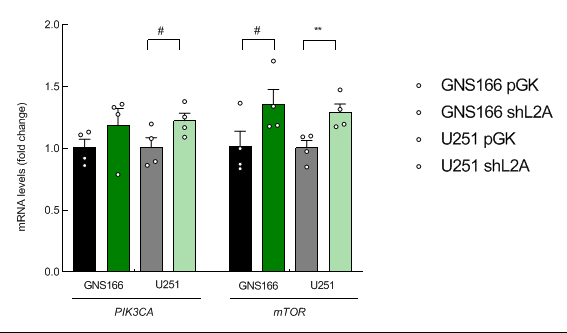 2.0
1.5
1.0
0.5
0.0
mRNA levels (fold change)
# # **
GNS166 U251 GNS166 U251
PIK3CA mTOR
GNS166 pGK
GNS166 shL2A
U251 pGK
U251 shL2A